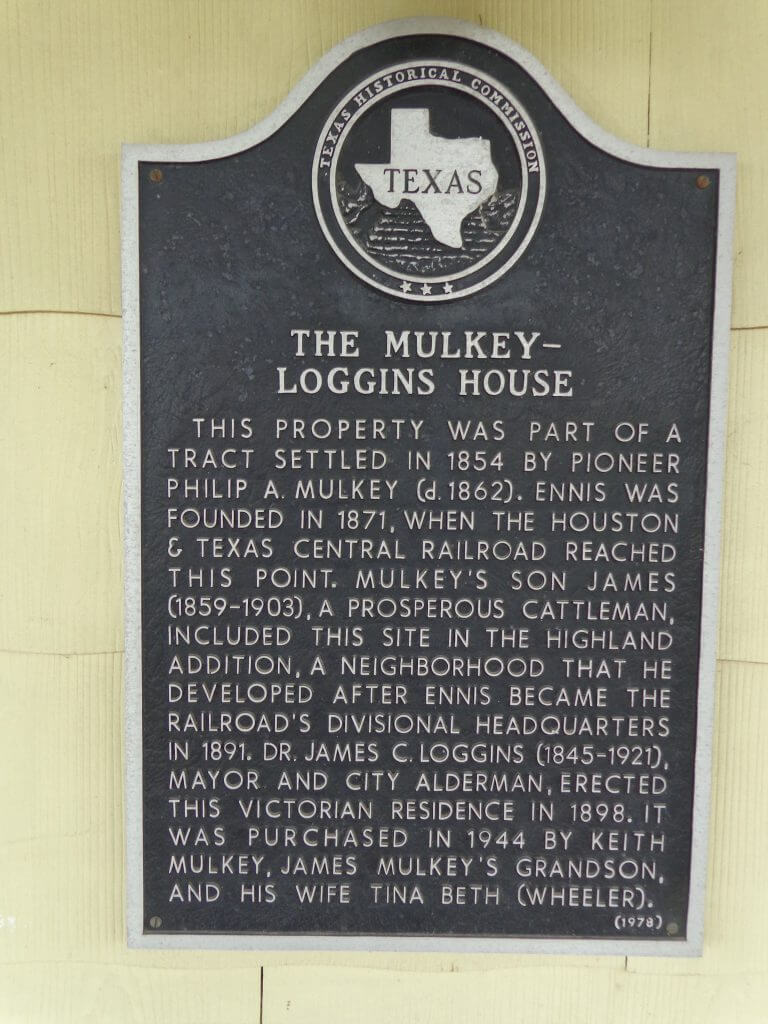 TEXAS HISTORICAL COMMISSION
TEXAS
THE MULKEY-
LOGGINS HOUSE
THIS PROPERTY WAS PART OF A
TRACT SETTLED IN 1854 BY PIONEER
PHILIP A. MULKEY (d. 1862). ENNIS WAS
FOUNDED IN 1871, WHEN THE HOUSTON
& TEXAS CENTRAL RAILROAD REACHED
THIS POINT. MULKEY'S SON JAMES
(1859-1903), A PROSPEROUS CATTLEMAN,
INCLUDED THIS SITE IN THE HIGHLAND
ADDITION, A NEIGHBORHOOD THAT HE
DEVELOPED AFTER ENNIS BECAME THE
RAILROAD'S DIVISIONAL HEADQUARTERS
IN 1891. DR. JAMES C. LOGGINS (1845-1921),
MAYOR AND CITY ALDERMAN, ERECTED
THIS VICTORIAN RESIDENCE IN 1898. IT
WAS PURCHASED IN 1944 BY KEITH
MULKEY, JAMES MULKEY'S GRANDSON,
AND HIS WIFE TINA BETH (WHEELER).
(1978)